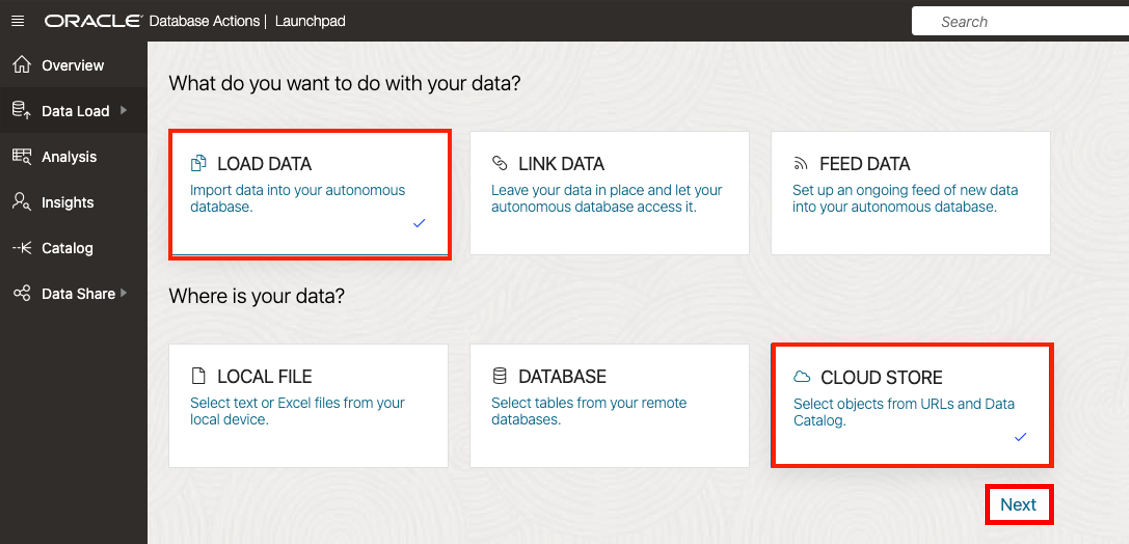 ORACLE Database Actions | Launchpad
Search
Overview
Data Load
Analysis
Insights
Catalog
Data Share
What do you want to do with your data?
LOAD DATA
Import data into your autonomous
database.
LINK DATA
Leave your data in place and let your
autonomous database access it.
FEED DATA
Set up an ongoing feed of new data
into your autonomous database.
Where is your data?
LOCAL FILE
Select text or Excel files from your
local device.
DATABASE
Select tables from your remote
databases.
CLOUD STORE
Select objects from URLs and Data
Catalog.
Next